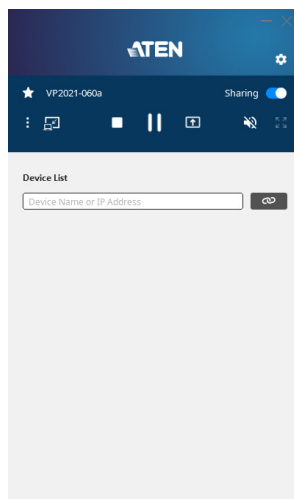 ATEN
VP2021-060a
Sharing
Device List
Device Name or IP Address